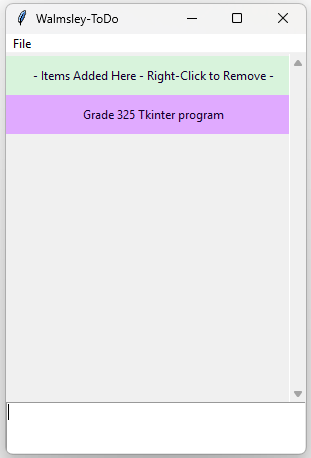 Walmsley-ToDo
File
- Items Added Here - Right-Click to Remove -
Grade 325 Tkinter program